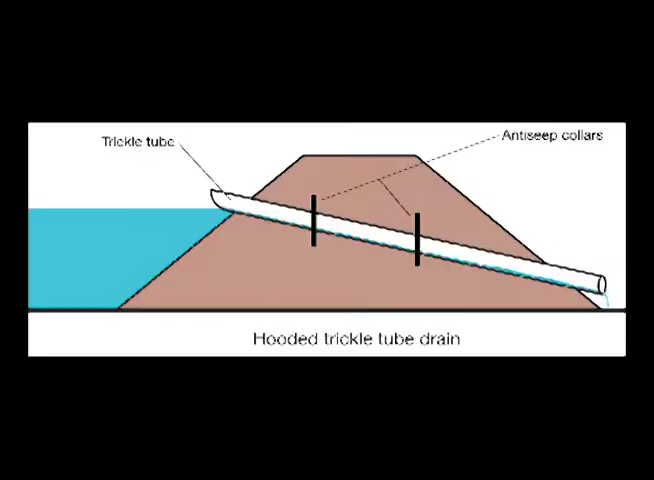 Trickle tube
Antiseep collars
Hooded trickle tube drain